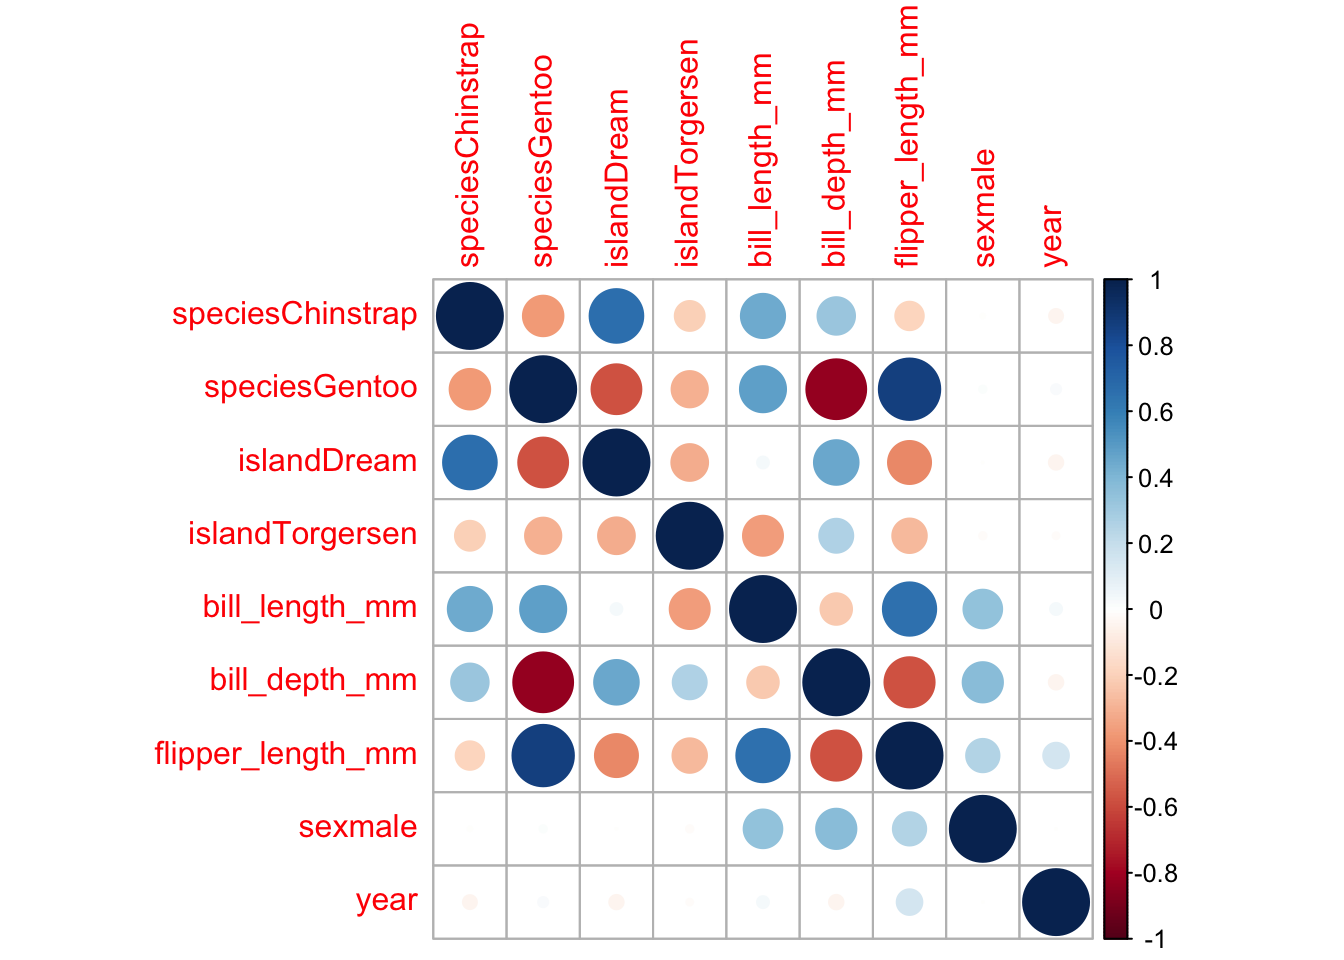 speciesChinstrap
speciesGentoo
islandDream
islandTorgersen
bill_length_mm
bill_depth_mm
flipper_length_mm
sexmale
year
speciesChinstrap
speciesGentoo
islandDream
islandTorgersen
bill_length_mm
bill_depth_mm
flipper_length_mm
sexmale
year
1
0.8
0.6
0.4
0.2
0
-0.2
-0.4
-0.6
-0.8
-1